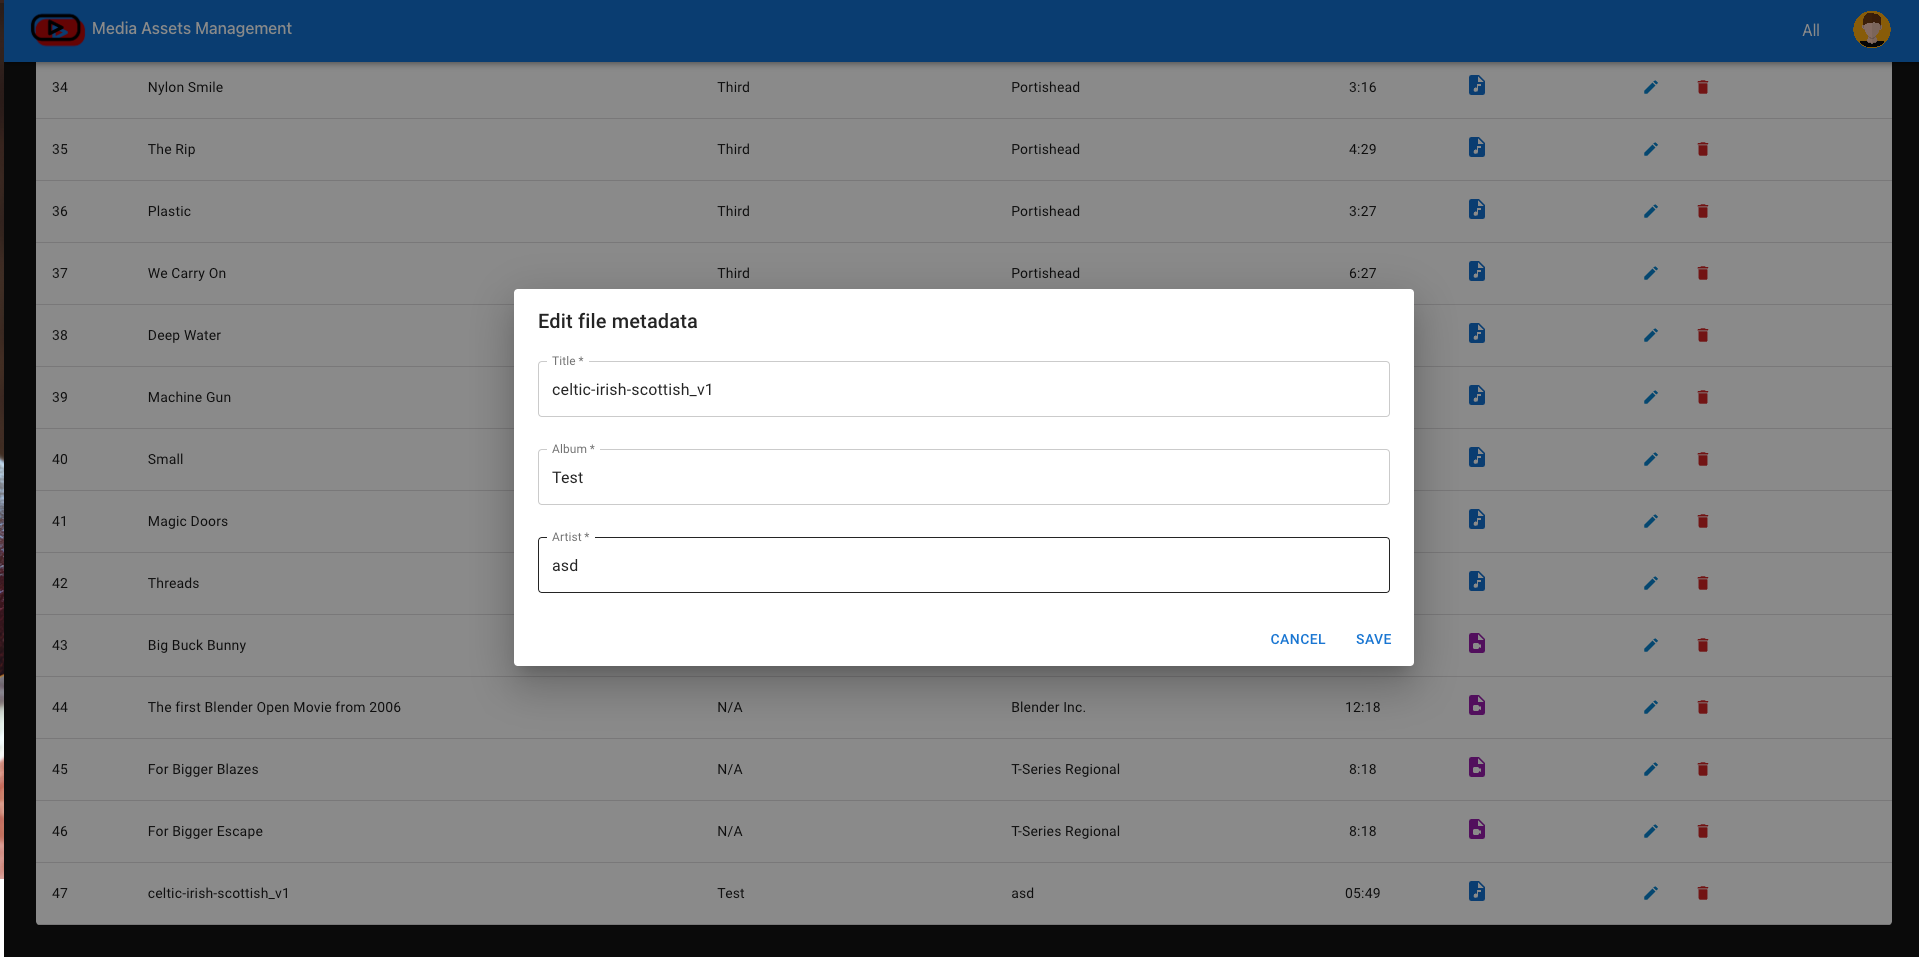 Media Assets Management All
34 Nylon Smile Third Portishead 3:16
35 The Rip Third Portishead 4:29
36 Plastic Third Portishead 3:27
37 We Carry On Third Portishead 6:27
38 Deep Water
39 Machine Gun
40 Small
41 Magic Doors
42 Threads
43 Big Buck Bunny
44 The first Blender Open Movie from 2006 N/A Blender Inc. 12:18
45 For Bigger Blazes N/A T-Series Regional 8:18
46 For Bigger Escape N/A T-Series Regional 8:18
47 celtic-irish-scottish_v1 Test asd 05:49
Edit file metadata
Title *
celtic-irish-scottish_v1
Album *
Test
Artist *
asd
CANCEL SAVE